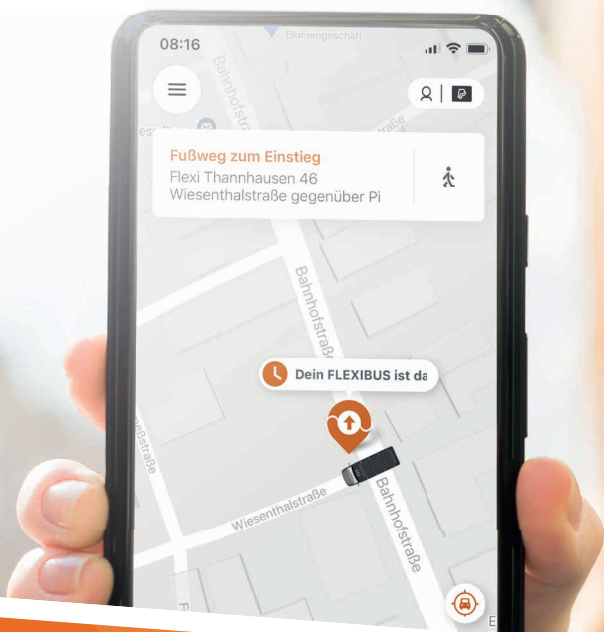 08:16
Blumengeschäft
Bahnhofstr
Fußweg zum Einstieg
Flexi Thannhausen 46
Wiesenthalstraße gegenüber Pi
Bahnhofstraß
Dein FLEXIBUS ist da
Wiesenthalstraße
Bahnhofstraße